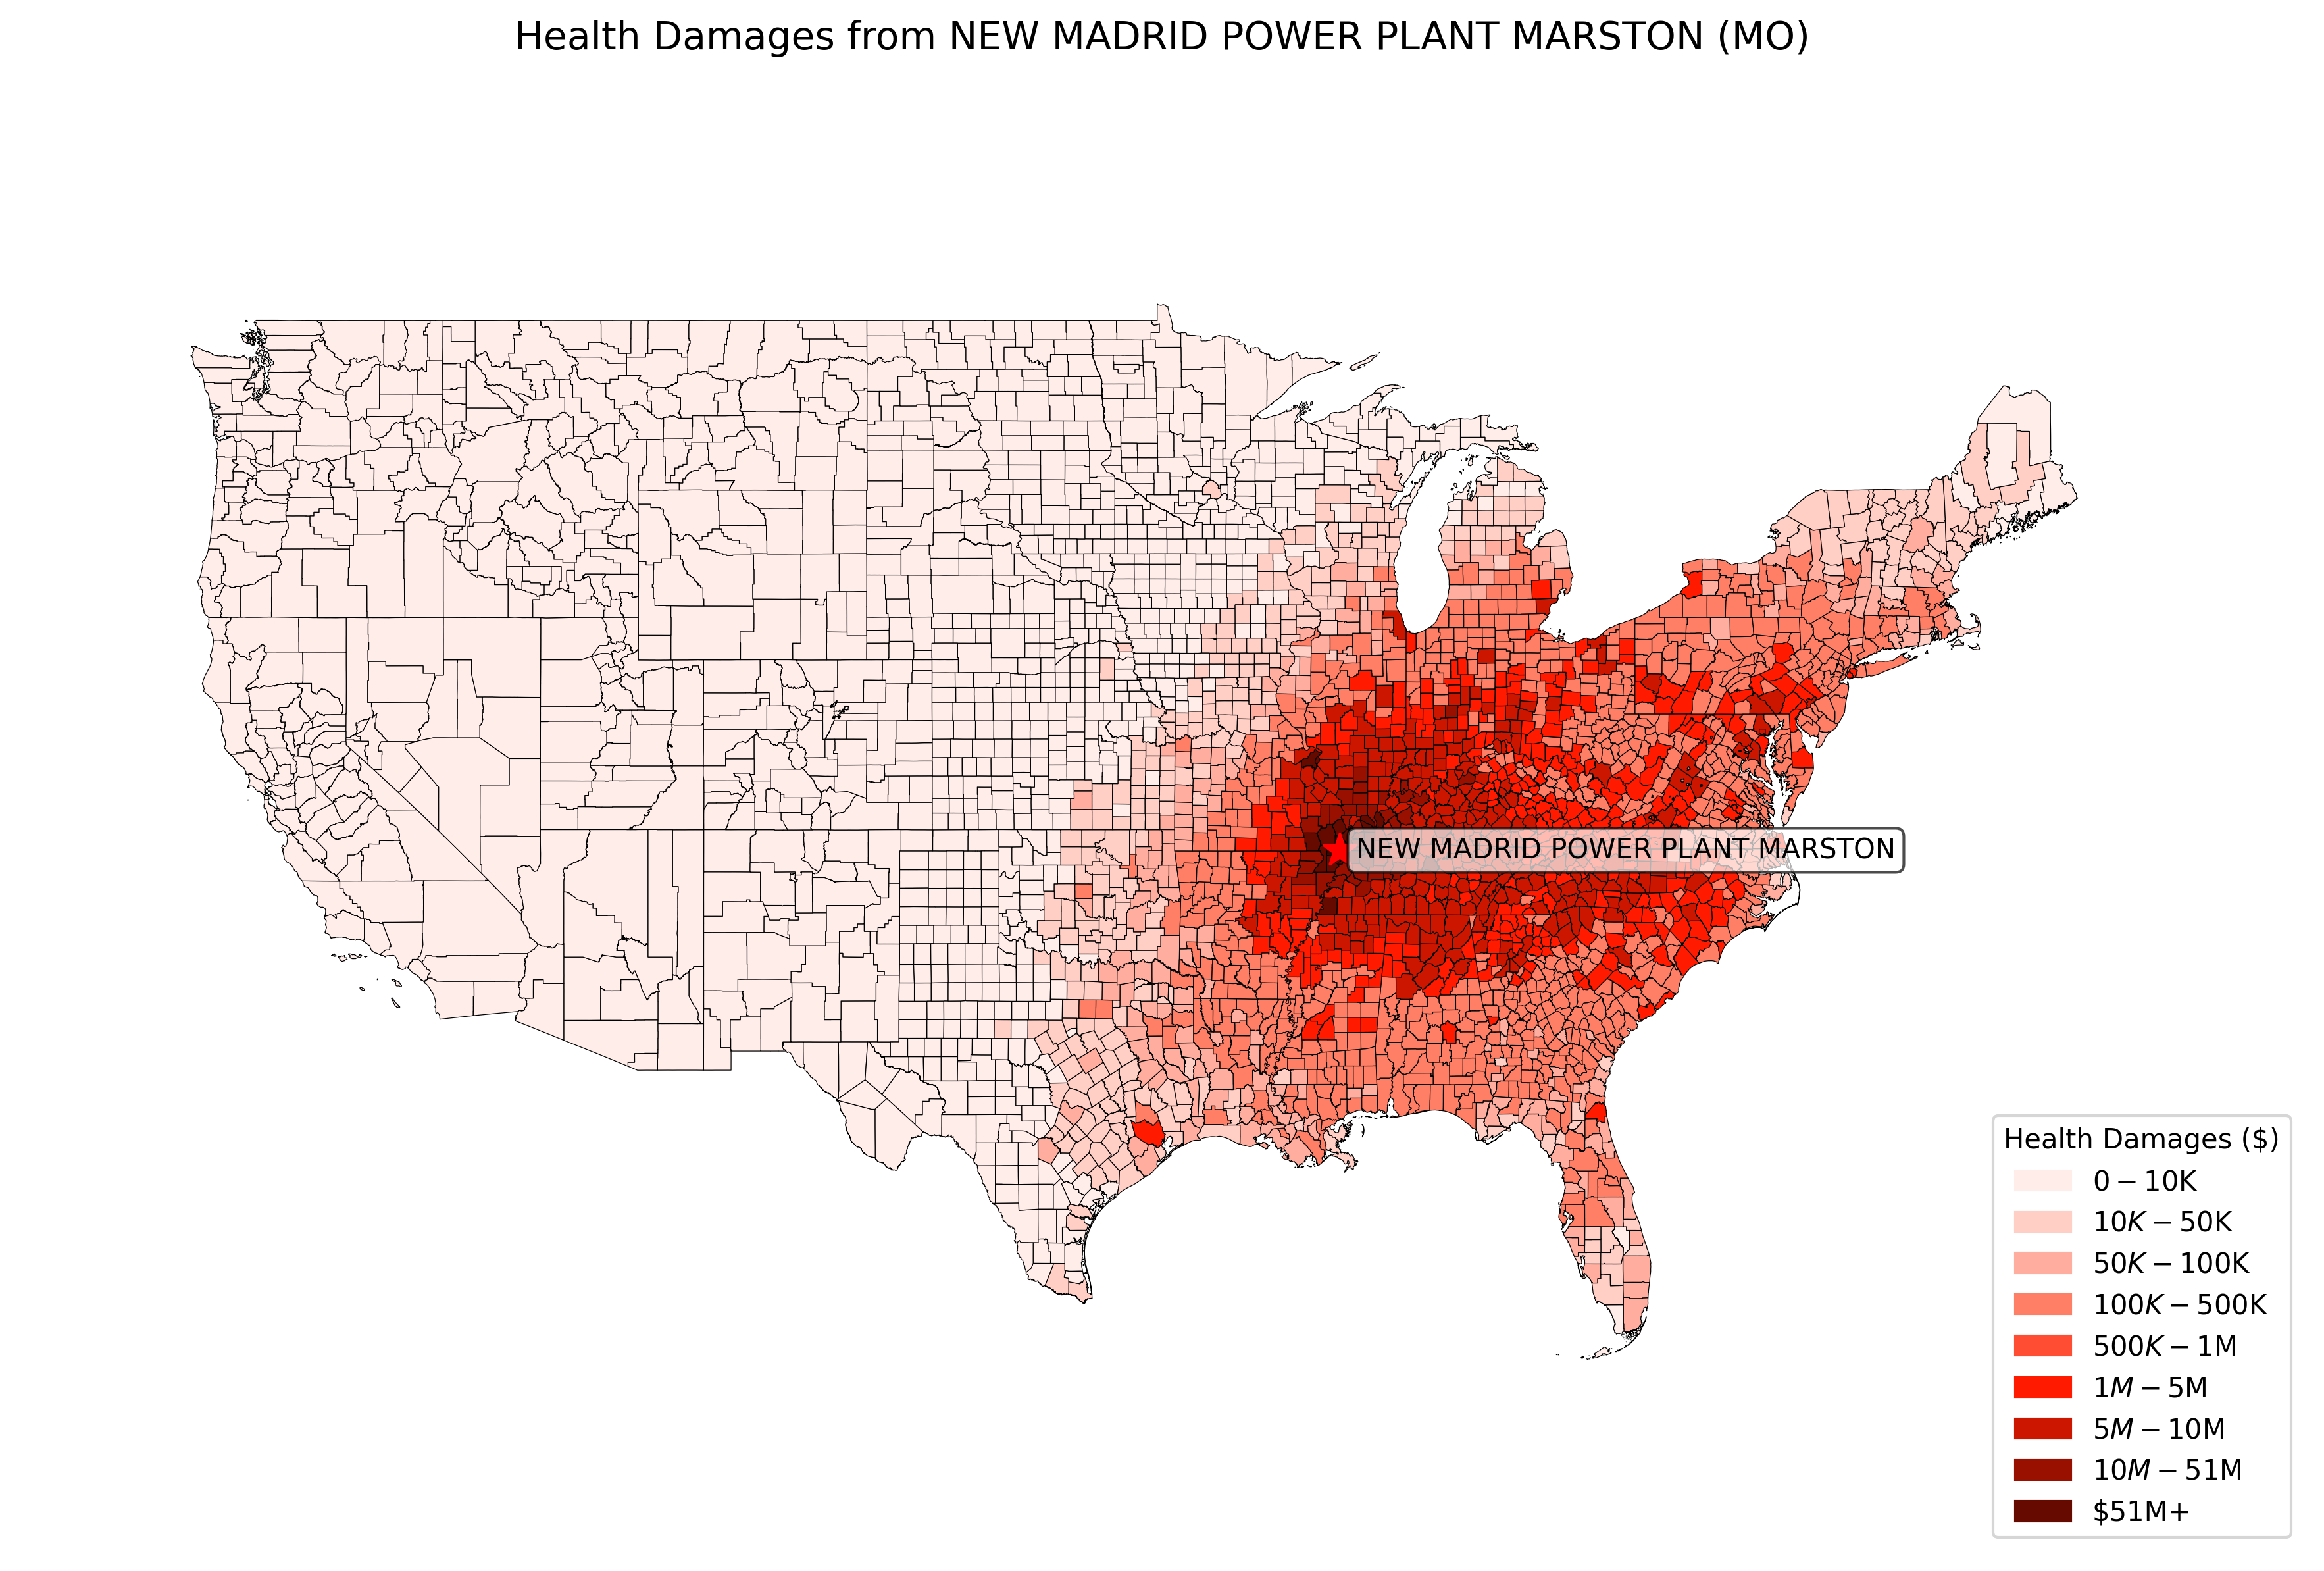 Health Damages from NEW MADRID POWER PLANT MARSTON (MO)
NEW MADRID POWER PLANT MARSTON
Health Damages ($)
0 − 10K
10K − 50K
50K − 100K
100K − 500K
500K − 1M
1M − 5M
5M − 10M
10M − 51M
$51M+